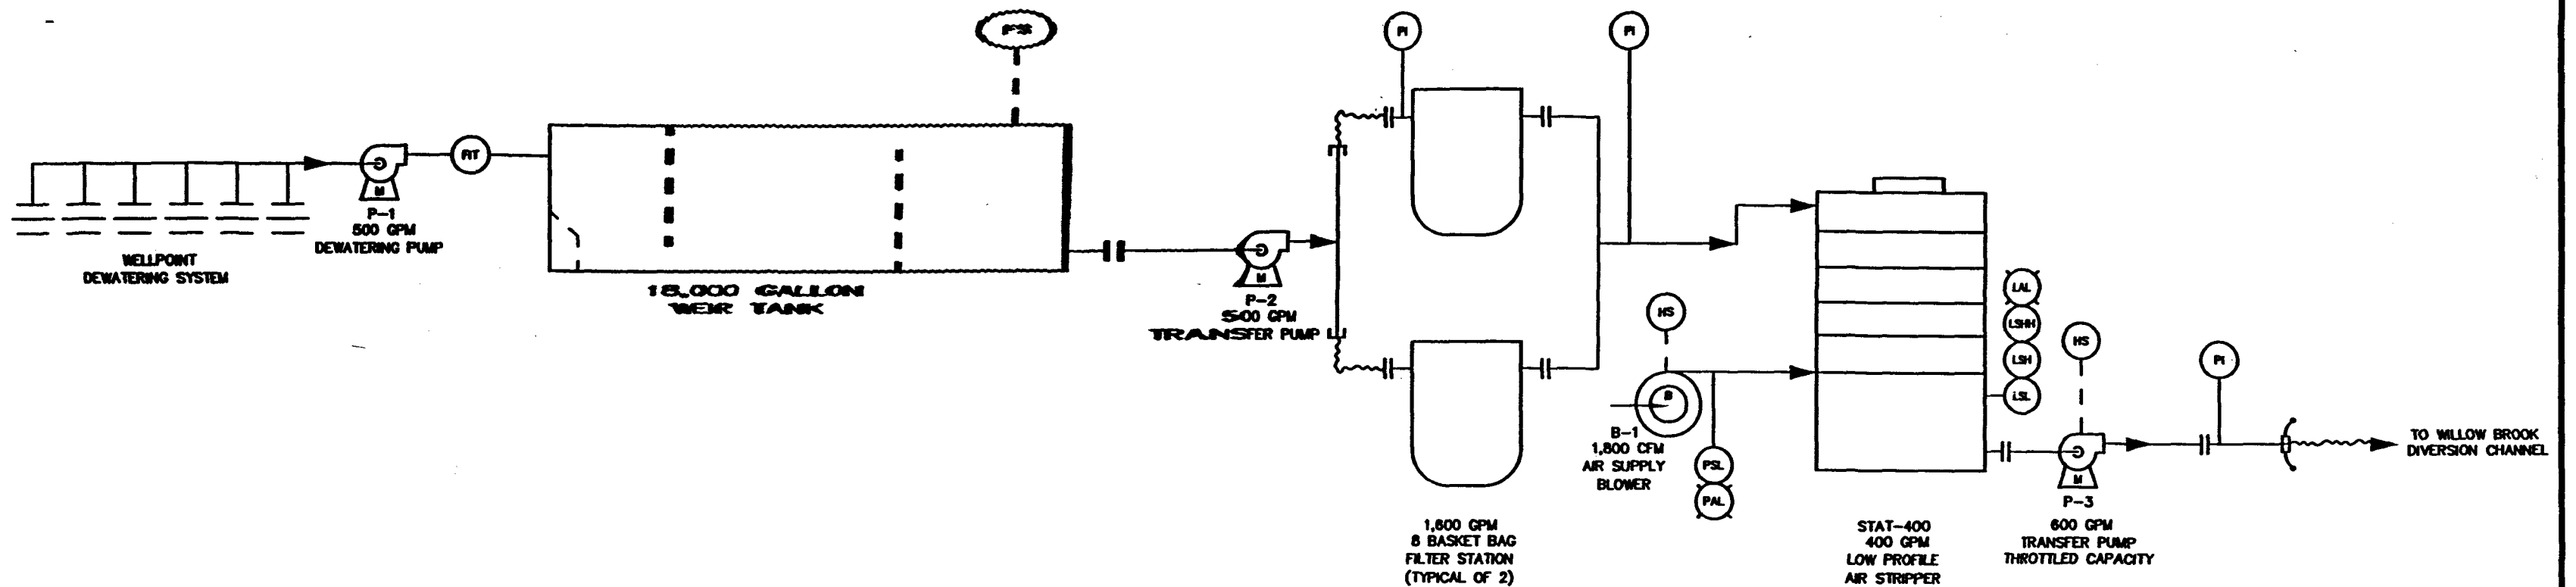 PI
PI
FIT
M
P-1
500 GPM
DEWATERING PUMP
WELLPOINT
DEWATERING SYSTEM
18,000 GALLON
WEIR TANK
M
P-2
500 GPM
TRANSFER PUMP
HS
B
B-1
1,800 CFM
AIR SUPPLY
BLOWER
PSL
PAL
LAL
LSHH
LSH
LSL
HS
PI
M
P-3
600 GPM
TRANSFER PUMP
THROTTLED CAPACITY
TO WILLOW BROOK
DIVERSION CHANNEL
1,600 GPM
8 BASKET BAG
FILTER STATION
(TYPICAL OF 2)
STAT-400
400 GPM
LOW PROFILE
AIR STRIPPER